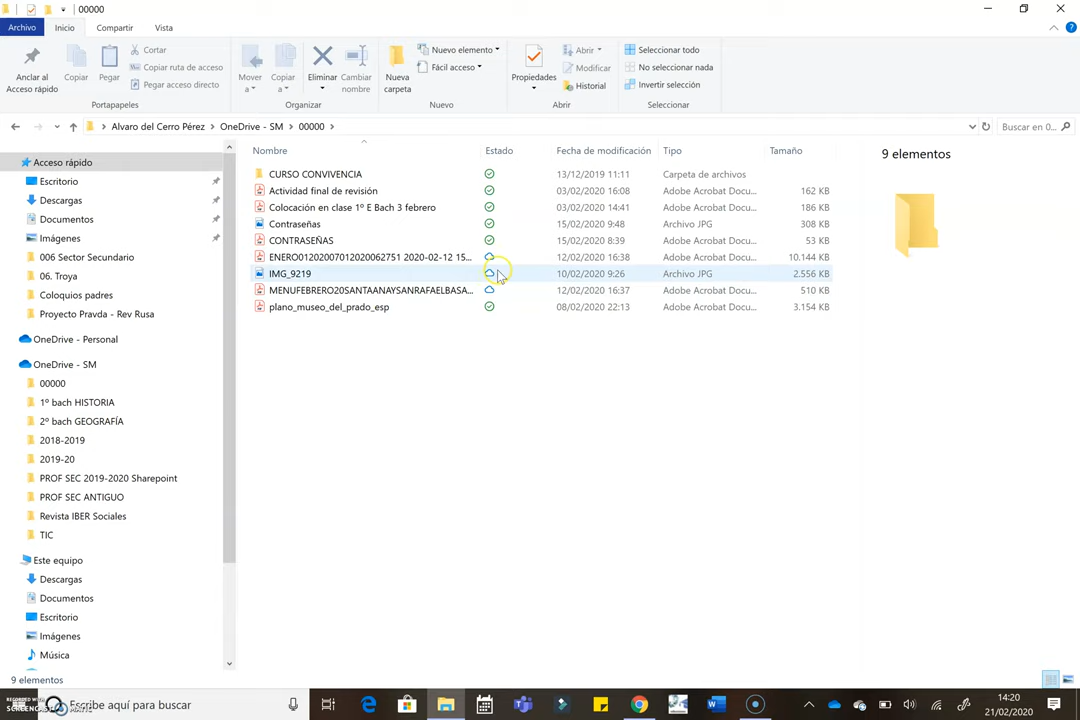 00000
Archivo Inicio Compartir Vista
Anclar al Acceso rápido
Copiar
Pegar
Cortar
Copiar ruta de acceso
Pegar acceso directo
Portapapeles
Mover a
Copiar a
Eliminar
Cambiar nombre
Organizar
Nueva carpeta
Nuevo elemento
Fácil acceso
Nuevo
Propiedades
Abrir
Modificar
Historial
Abrir
Seleccionar todo
No seleccionar nada
Invertir selección
Seleccionar
Alvaro del Cerro Pérez > OneDrive - SM > 00000 >
Buscar en 0...
Acceso rápido
Escritorio
Descargas
Documentos
Imágenes
006 Sector Secundario
06. Troya
Coloquios padres
Proyecto Pravda - Rev Rusa
OneDrive - Personal
OneDrive - SM
00000
1º bach HISTORIA
2º bach GEOGRAFÍA
2018-2019
2019-20
PROF SEC 2019-2020 Sharepoint
PROF SEC ANTIGUO
Revista IBER Sociales
TIC
Este equipo
Descargas
Documentos
Escritorio
Imágenes
Música
Nombre Estado Fecha de modificación Tipo Tamaño
CURSO CONVIVENCIA 13/12/2019 11:11 Carpeta de archivos
Actividad final de revisión 03/02/2020 16:08 Adobe Acrobat Docu... 162 KB
Colocación en clase 1º E Bach 3 febrero 03/02/2020 14:41 Adobe Acrobat Docu... 186 KB
Contraseñas 15/02/2020 9:48 Archivo JPG 308 KB
CONTRASEÑAS 15/02/2020 8:39 Adobe Acrobat Docu... 53 KB
ENERO01202007012020062751 2020-02-12 15... 12/02/2020 16:38 Adobe Acrobat Docu... 10.144 KB
IMG_9219 10/02/2020 9:26 Archivo JPG 2.556 KB
MENUFEBRERO20SANTAANAYSANRAFAELBASA... 12/02/2020 16:37 Adobe Acrobat Docu... 510 KB
plano_museo_del_prado_esp 08/02/2020 22:13 Adobe Acrobat Docu... 3.154 KB
9 elementos
9 elementos
RECORDED WITH
Escribe aquí para buscar
14:20
21/02/2020